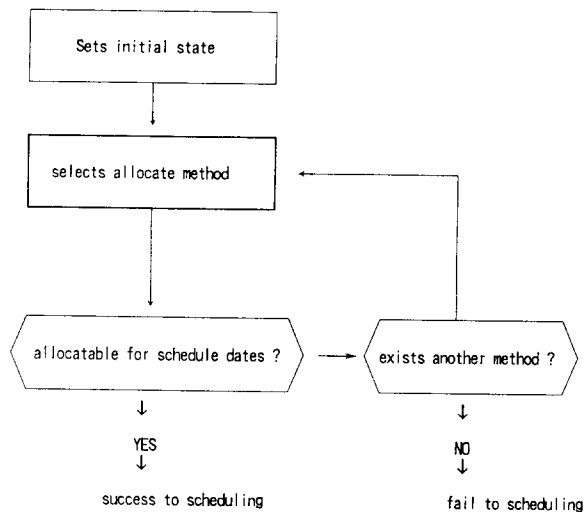 Sets initial state
selects allocate method
allocatable for schedule dates ?
exists another method ?
YES
NO
success to scheduling
fail to scheduling